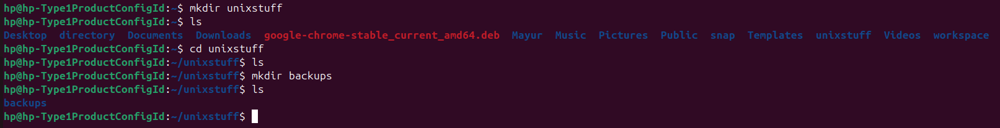 hp@hp-Type1ProductConfigId:~$ mkdir unixstuff
hp@hp-Type1ProductConfigId:~$ ls
Desktop  directory  Documents  Downloads  google-chrome-stable_current_amd64.deb  Mayur  Music  Pictures  Public  snap  Templates  unixstuff  Videos  workspace
hp@hp-Type1ProductConfigId:~$ cd unixstuff
hp@hp-Type1ProductConfigId:~/unixstuff$ ls
hp@hp-Type1ProductConfigId:~/unixstuff$ mkdir backups
hp@hp-Type1ProductConfigId:~/unixstuff$ ls
backups
hp@hp-Type1ProductConfigId:~/unixstuff$